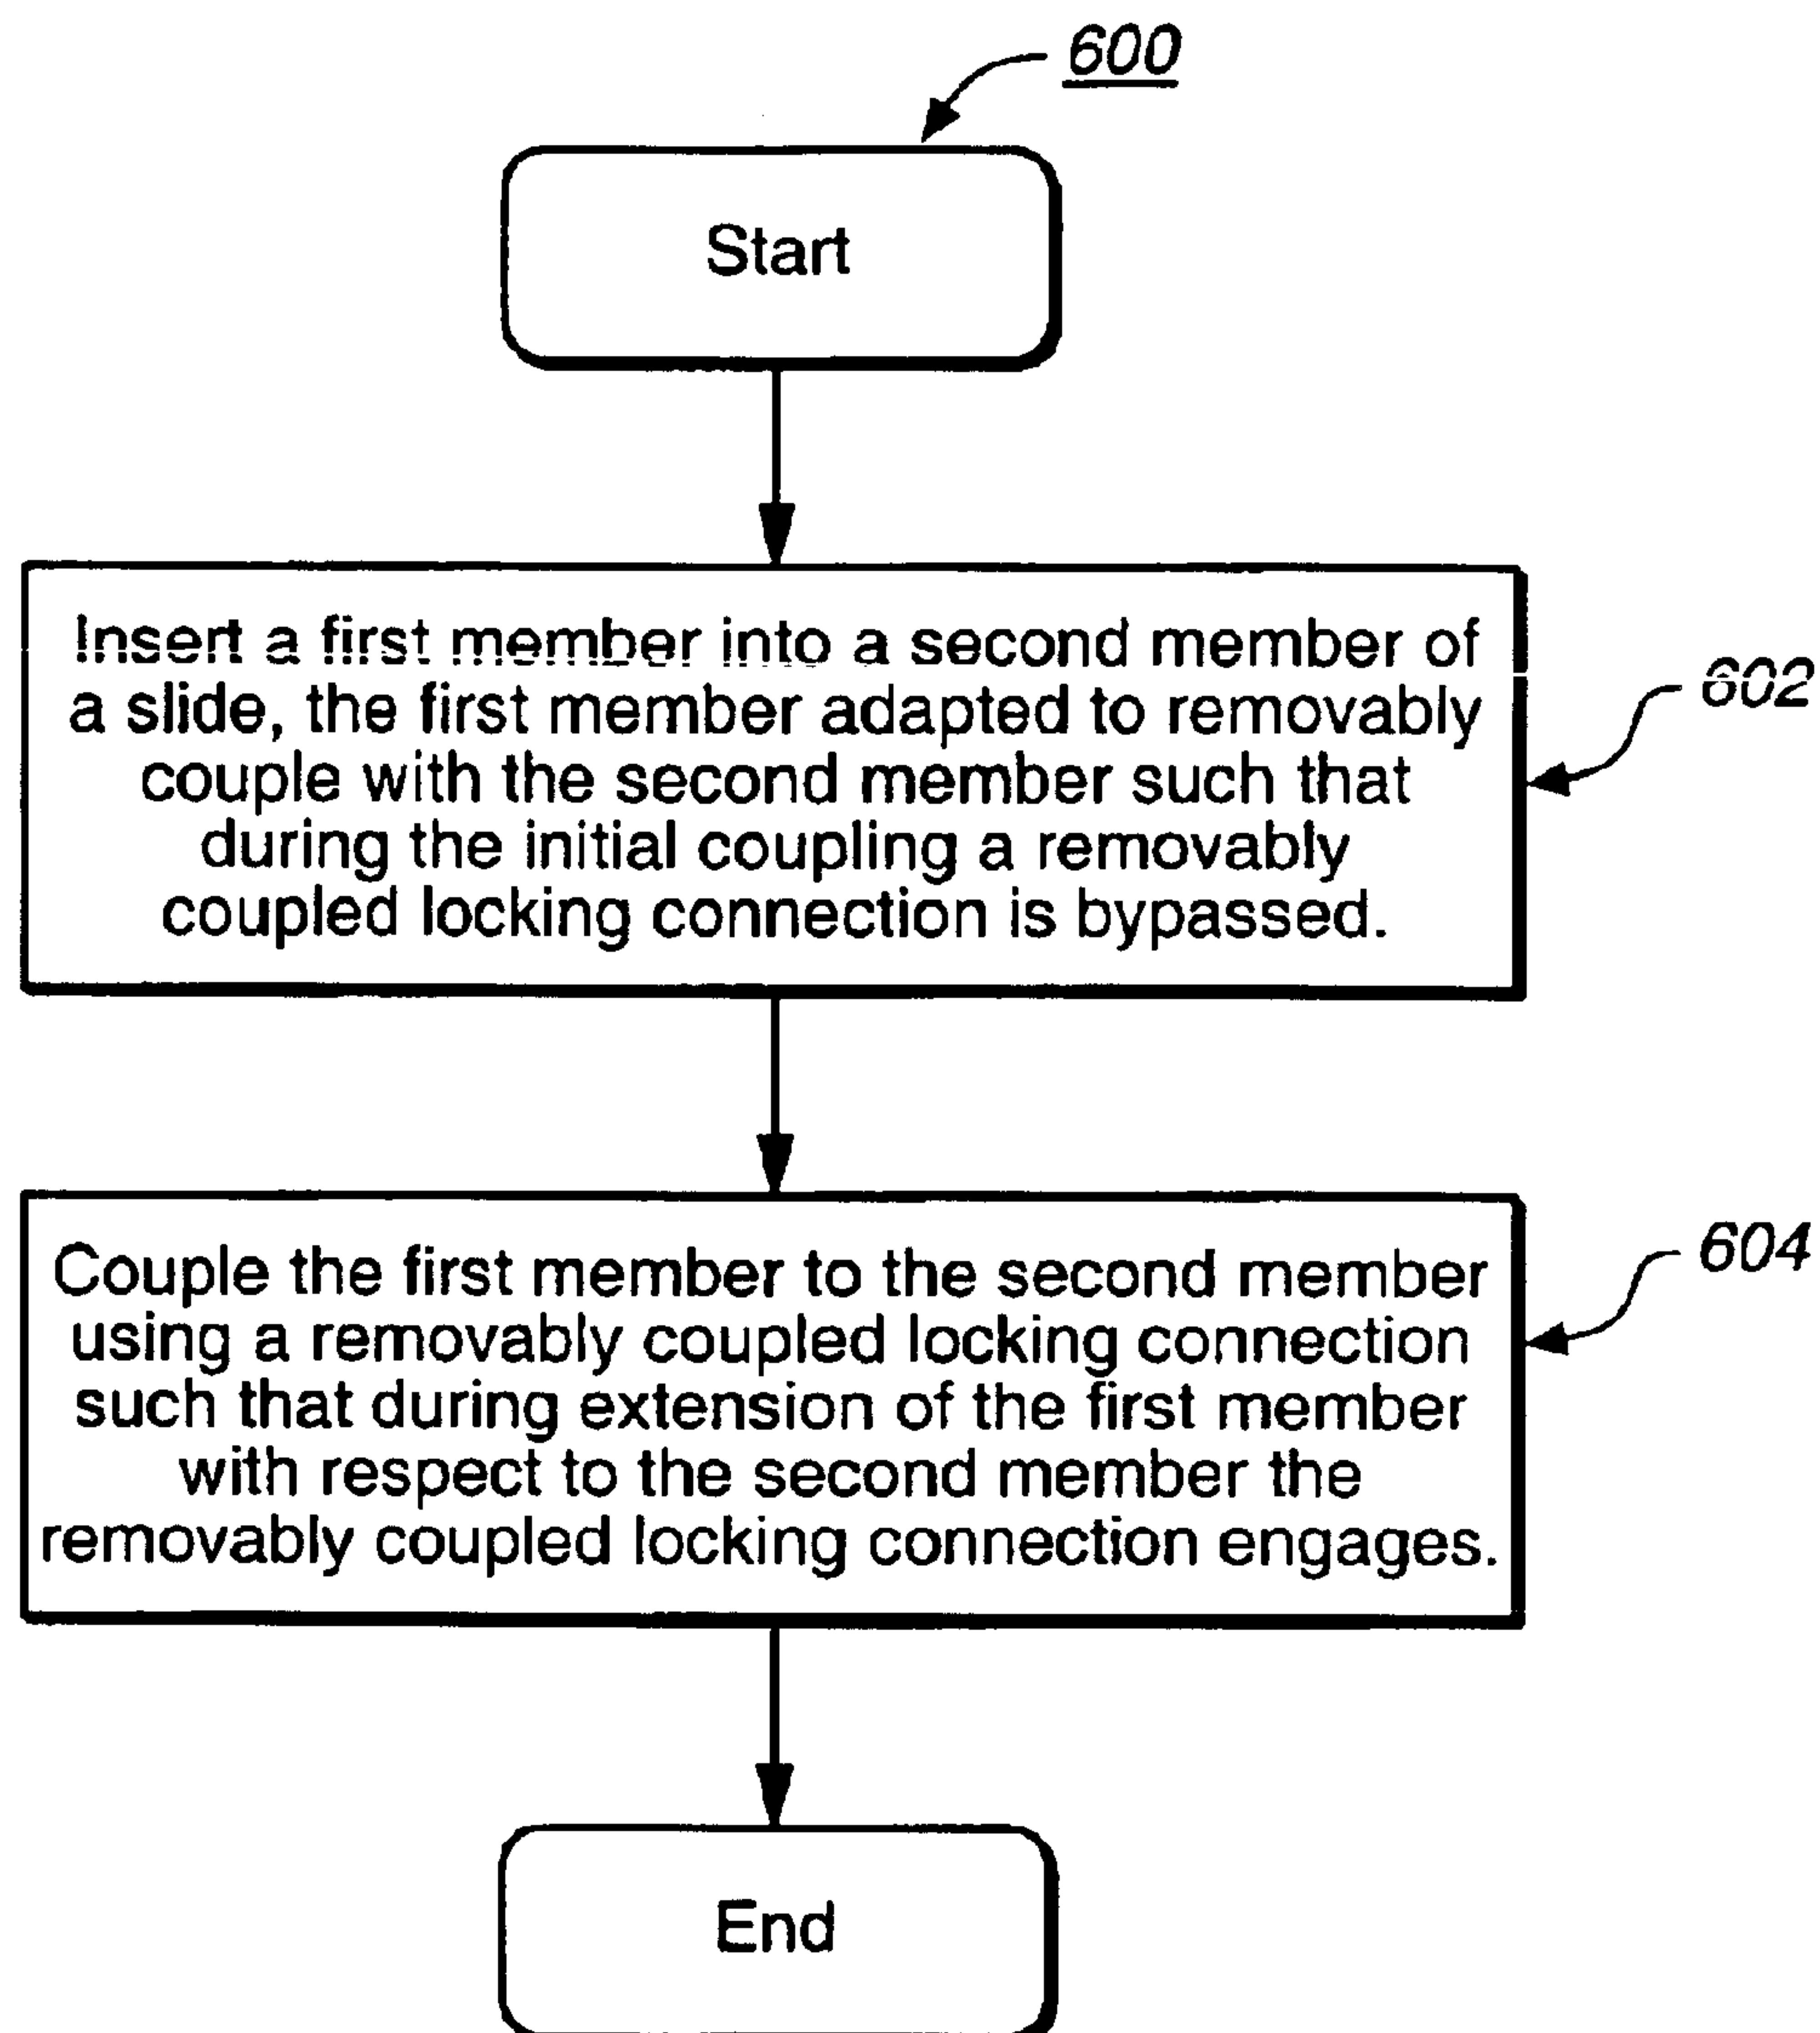 600
Start
Insert a first member into a second member of
a slide, the first member adapted to removably
couple with the second member such that
during the initial coupling a removably
coupled locking connection is bypassed.
602
Couple the first member to the second member
using a removably coupled locking connection
such that during extension of the first member
with respect to the second member the
removably coupled locking connection engages.
604
End